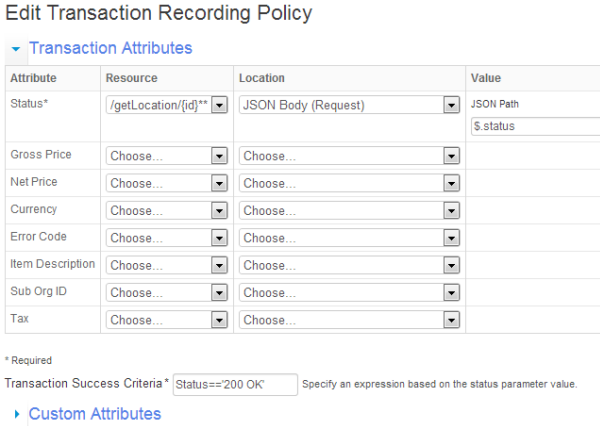 Edit Transaction Recording Policy
Transaction Attributes
Attribute Resource Location Value
Status* /getLocation/{id}** JSON Body (Request) JSON Path
$.status
Gross Price Choose... Choose...
Net Price Choose... Choose...
Currency Choose... Choose...
Error Code Choose... Choose...
Item Description Choose... Choose...
Sub Org ID Choose... Choose...
Tax Choose... Choose...
* Required
Transaction Success Criteria* Status=='200 OK' Specify an expression based on the status parameter value.
Custom Attributes